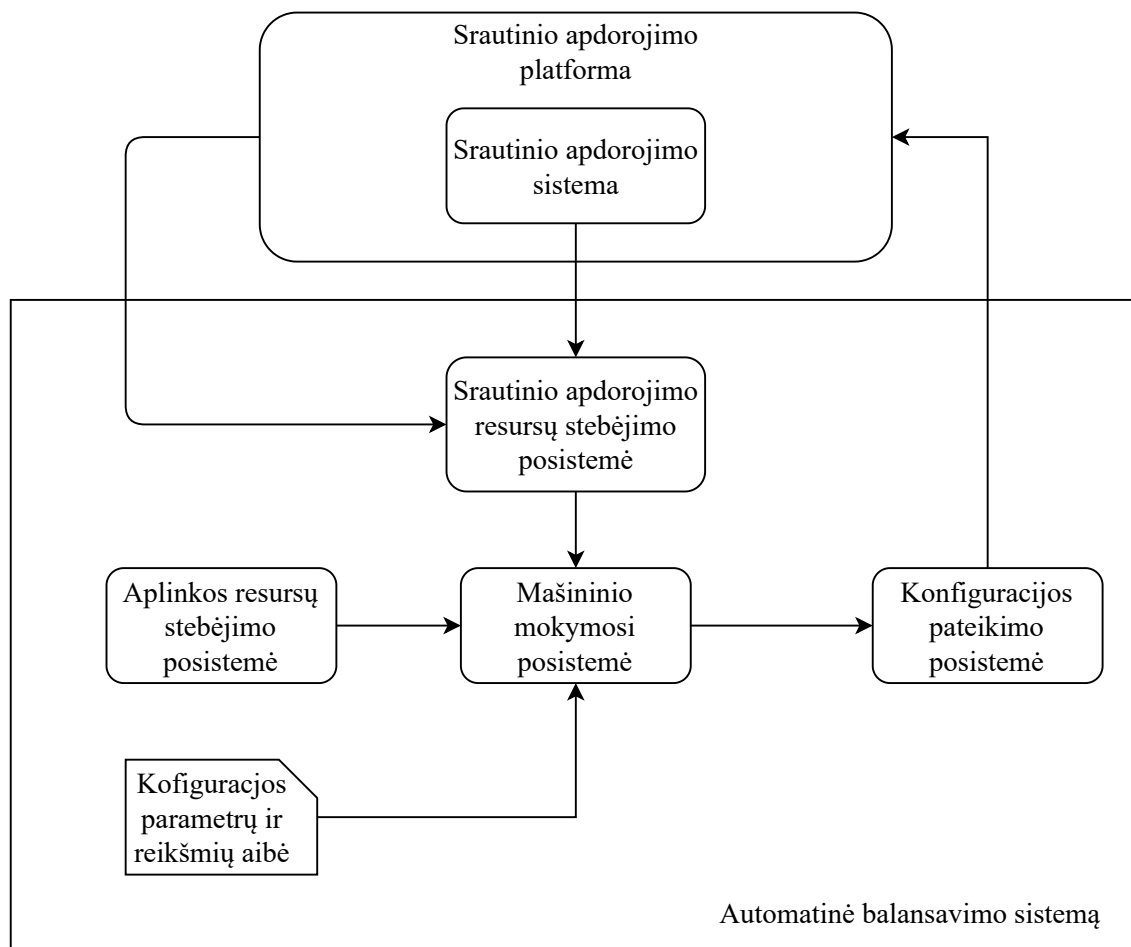 Srautinio apdorojimo
platforma
Srautinio apdorojimo
sistema
Srautinio apdorojimo
resursų stebėjimo
posistemė
Aplinkos resursų
stebėjimo
posistemė
Mašininio
mokymosi
posistemė
Konfiguracijos
pateikimo
posistemė
Kofiguracjos
parametrų ir
reikšmių aibė
Automatinė balansavimo sistemą